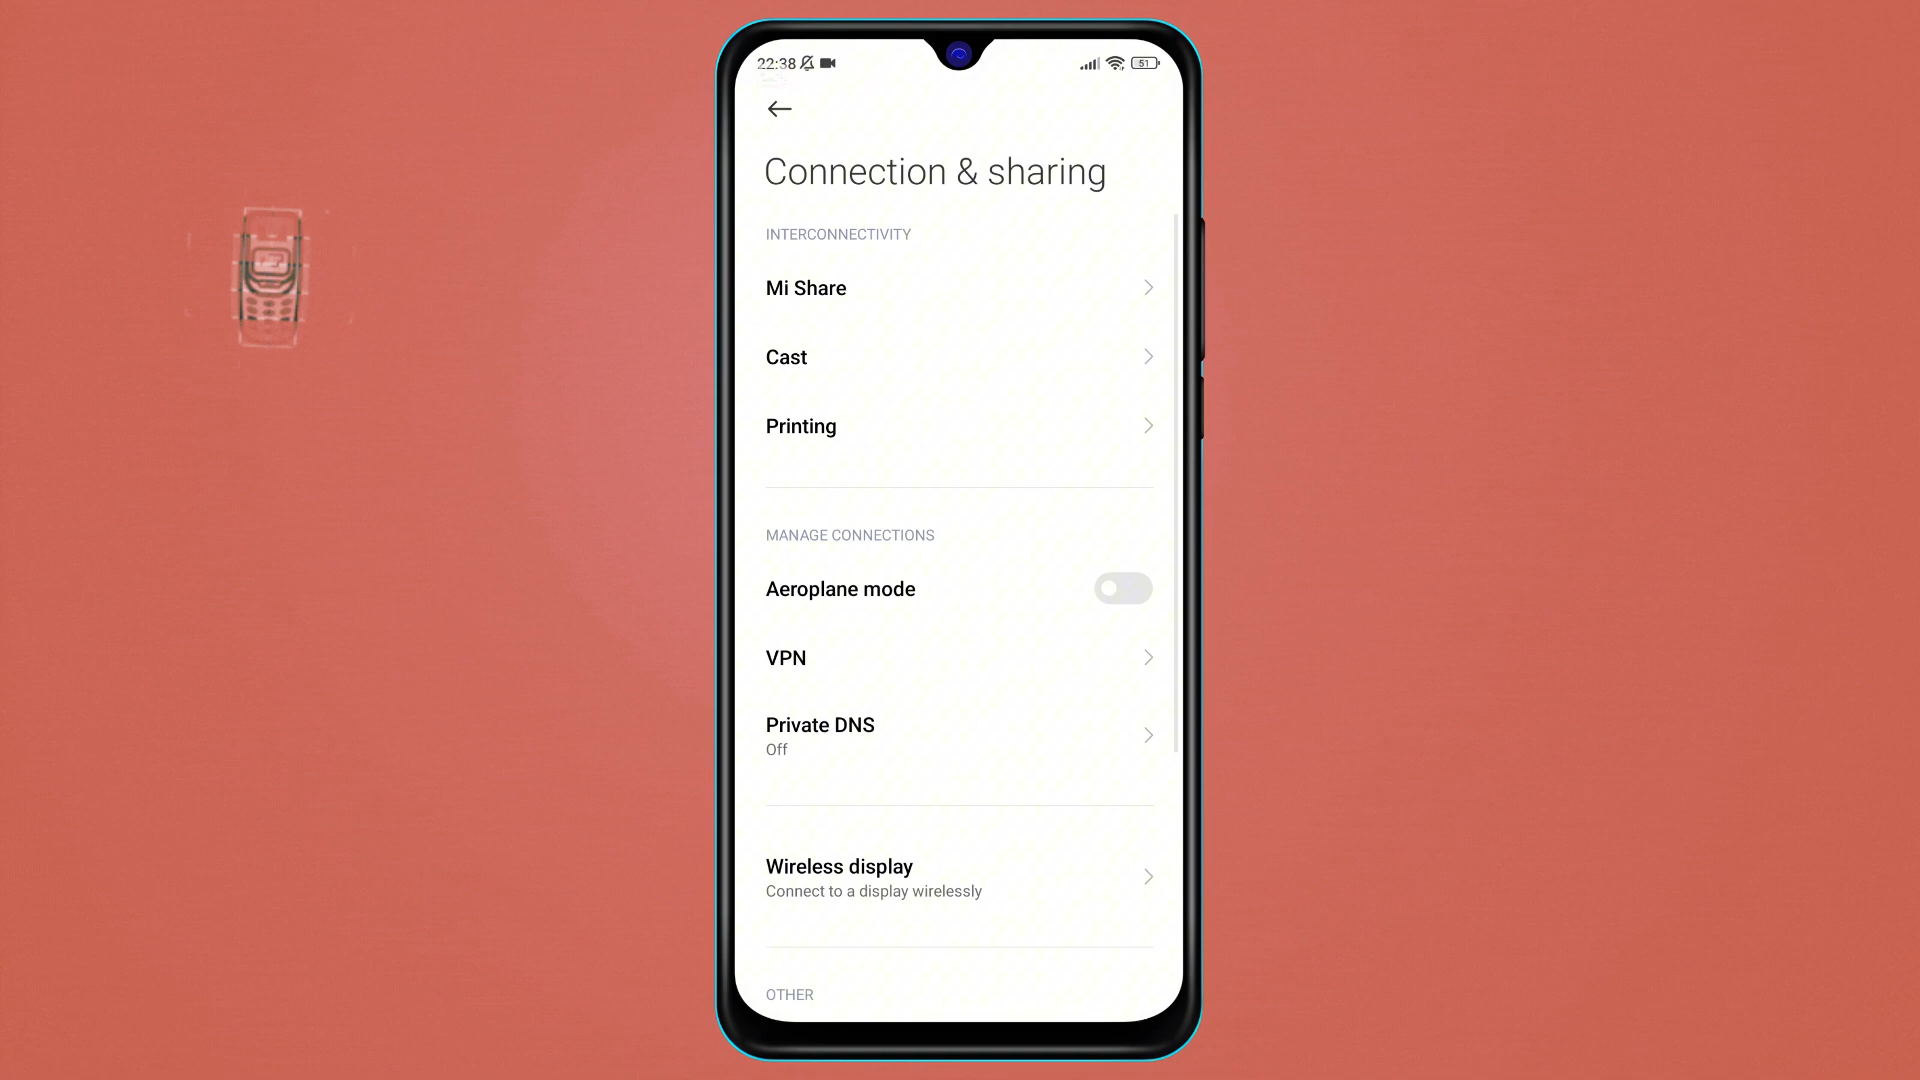 22:38
51
Connection & sharing
INTERCONNECTIVITY
Mi Share
Cast
Printing
MANAGE CONNECTIONS
Aeroplane mode
VPN
Private DNS
Off
Wireless display
Connect to a display wirelessly
OTHER